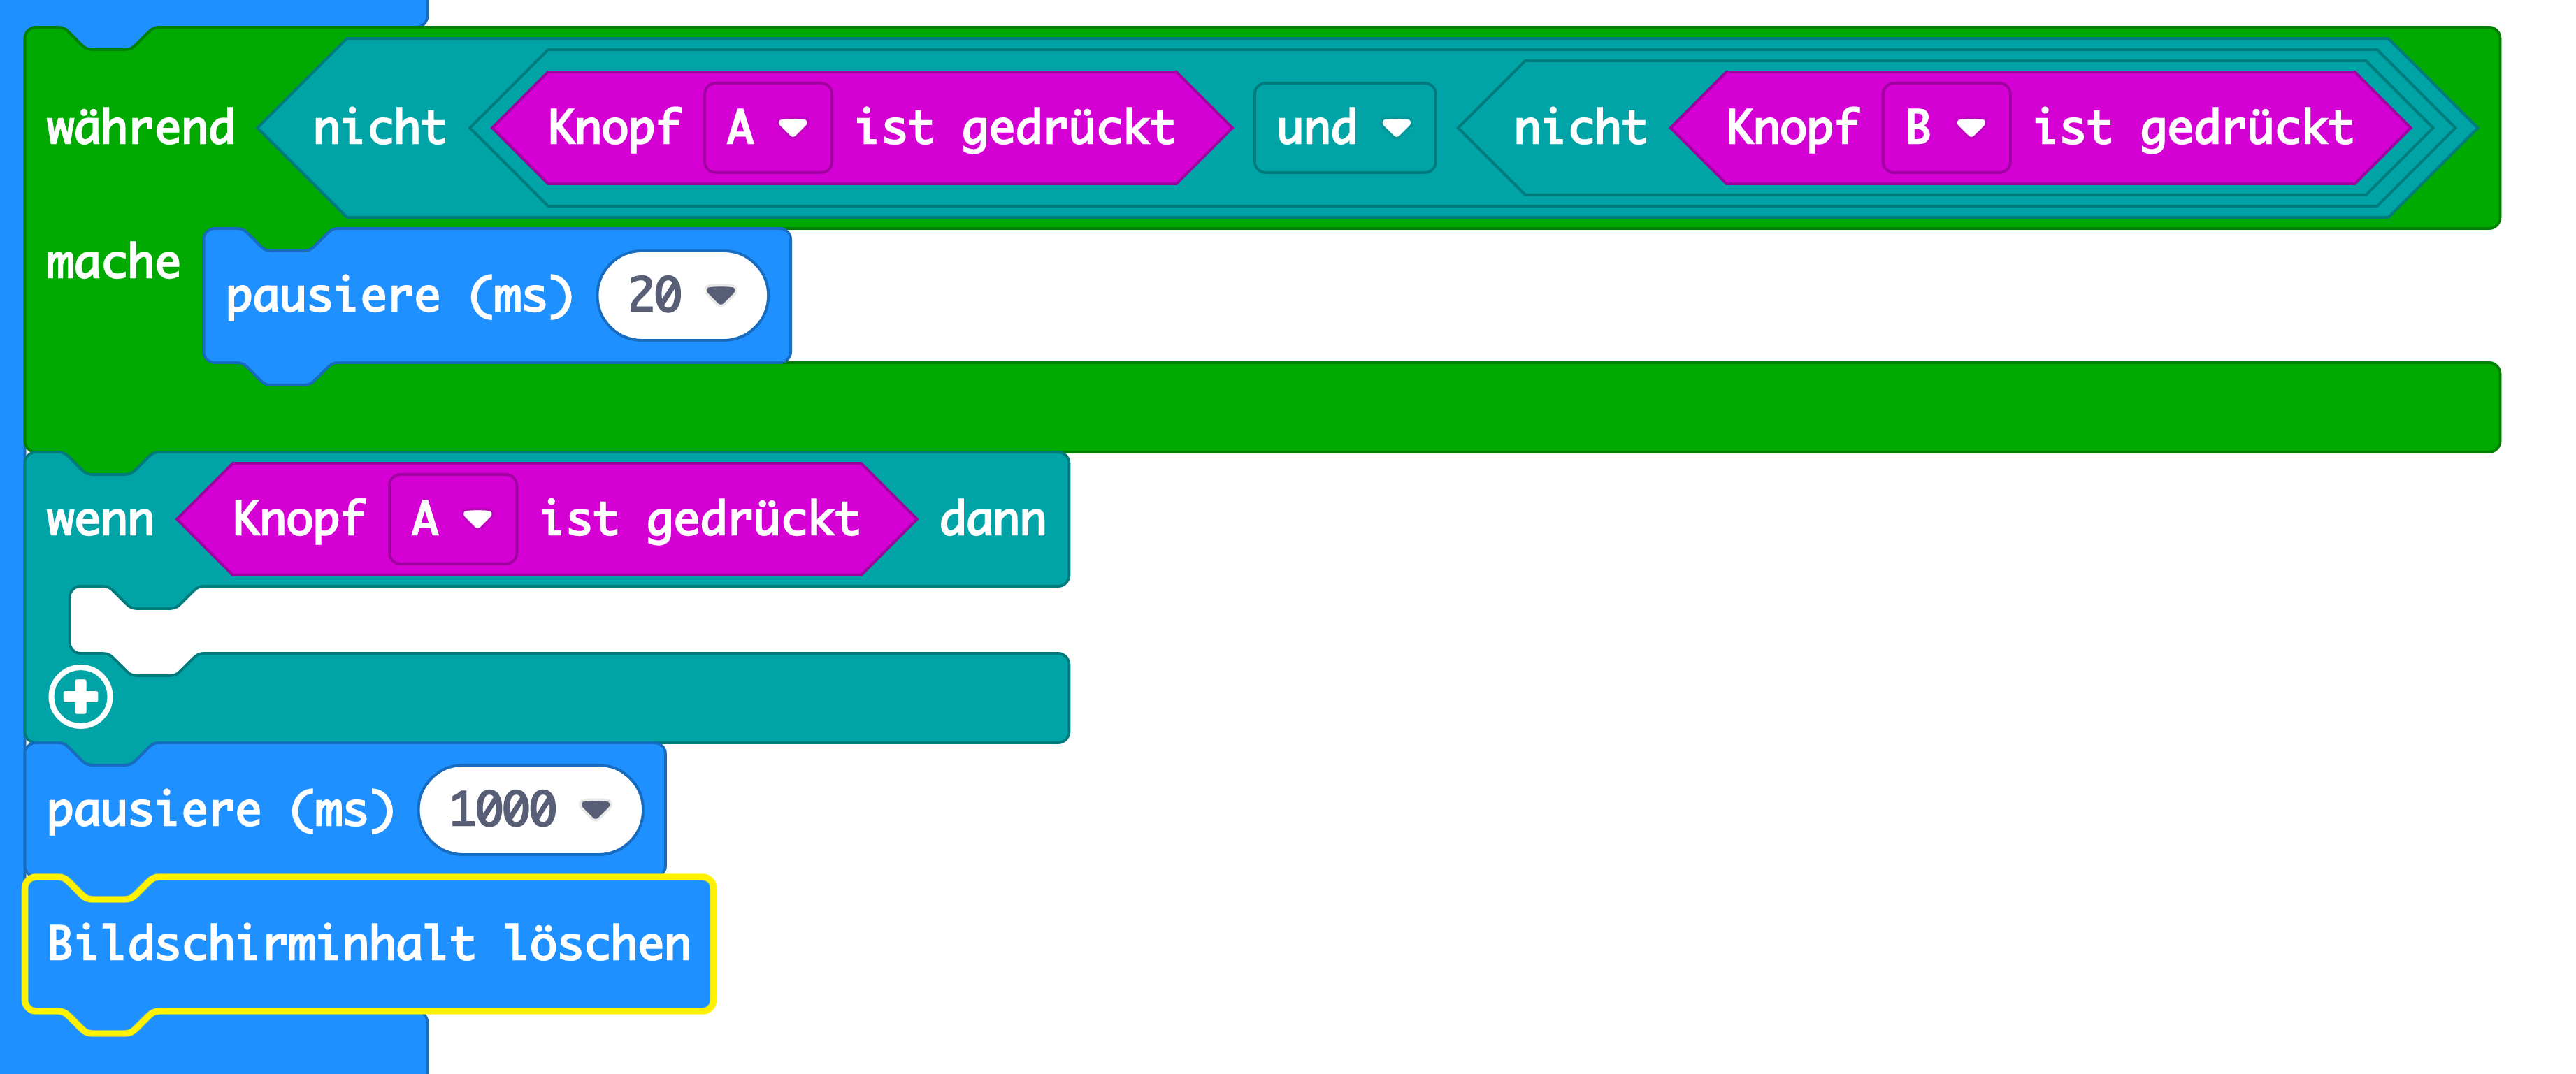 während nicht Knopf A ist gedrückt und nicht Knopf B ist gedrückt
mache pausiere (ms) 20
wenn Knopf A ist gedrückt dann
pausiere (ms) 1000
Bildschirminhalt löschen